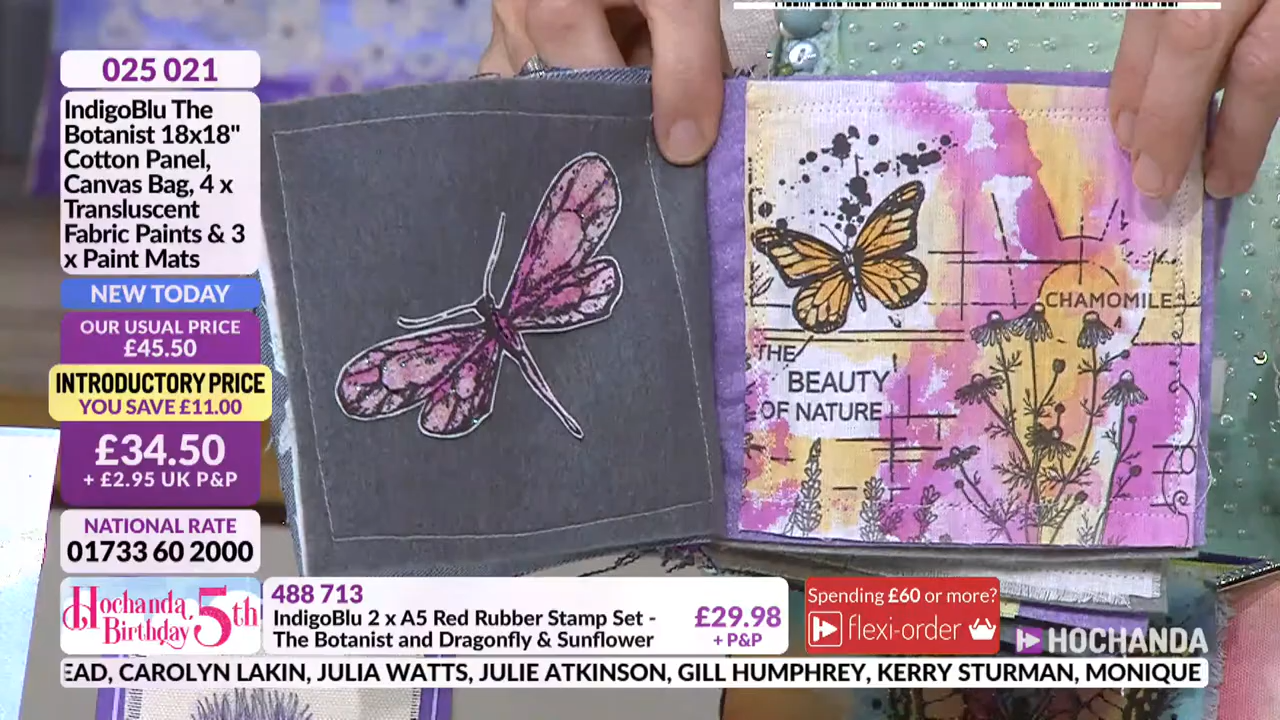 025 021
IndigoBlu The
Botanist 18x18"
Cotton Panel,
Canvas Bag, 4 x
Transluscent
Fabric Paints & 3
x Paint Mats
NEW TODAY
OUR USUAL PRICE
£45.50
INTRODUCTORY PRICE
YOU SAVE £11.00
£34.50
+ £2.95 UK P&P
NATIONAL RATE
01733 60 2000
CHAMOMILE
THE
BEAUTY
OF NATURE
Hochanda
Birthday
5th
488 713
IndigoBlu 2 x A5 Red Rubber Stamp Set -
The Botanist and Dragonfly & Sunflower
£29.98
+ P&P
Spending £60 or more?
flexi-order
HOCHANDA
EAD, CAROLYN LAKIN, JULIA WATTS, JULIE ATKINSON, GILL HUMPHREY, KERRY STURMAN, MONIQUE